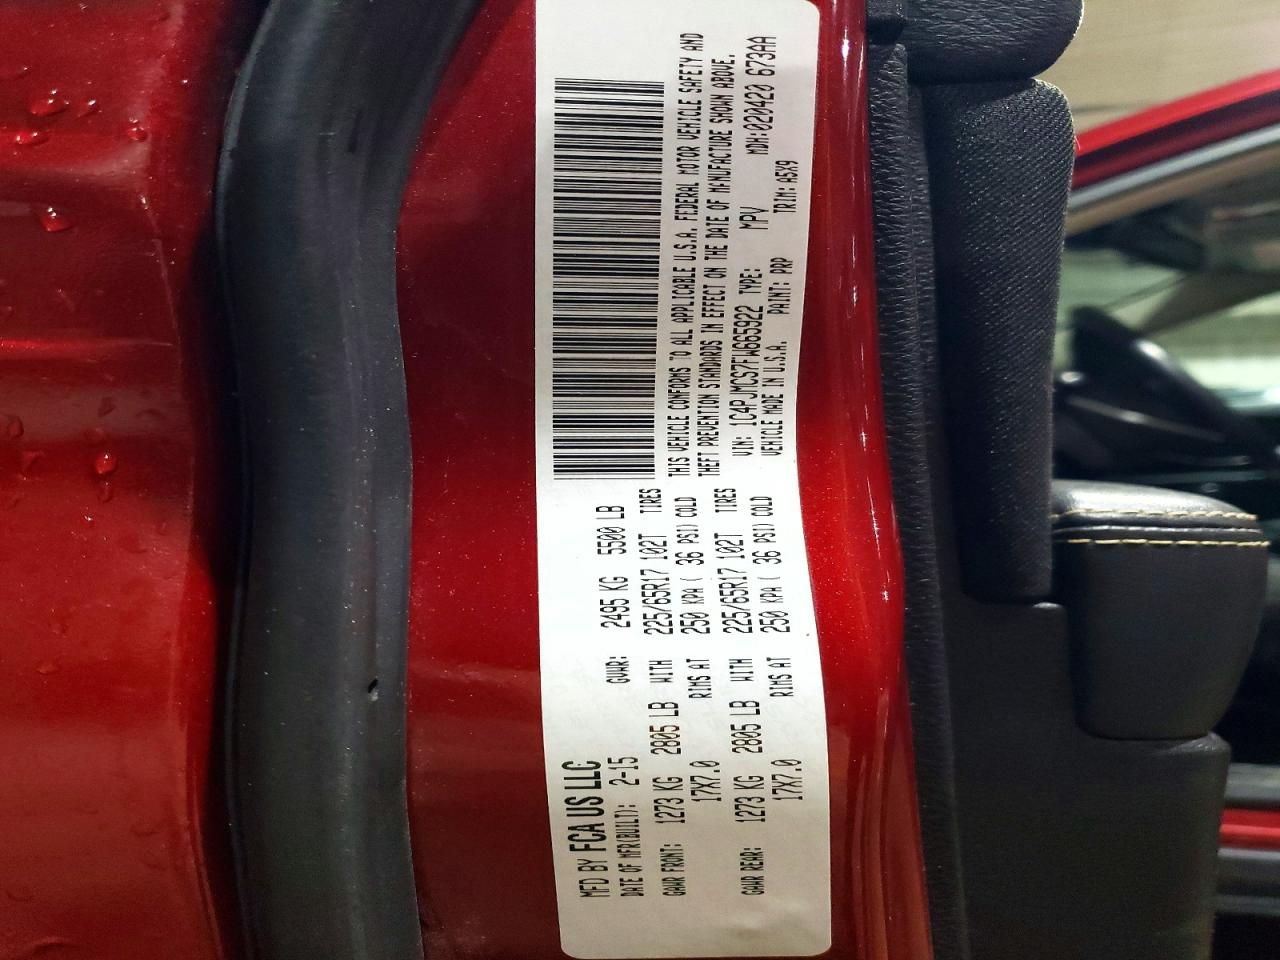 MFD BY FCA US LLC
DATE OF MFR(BUILT): 2-15
GVWR: 2495 KG 5500 LB
GAWR FRONT: 1273 KG 2805 LB WITH 225/65R17 102T TIRES
17X7.0 RIMS AT 250 KPA ( 36 PSI) COLD
GAWR REAR: 1273 KG 2805 LB WITH 225/65R17 102T TIRES
17X7.0 RIMS AT 250 KPA ( 36 PSI) COLD
THIS VEHICLE CONFORMS TO ALL APPLICABLE U.S.A. FEDERAL MOTOR VEHICLE SAFETY AND
THEFT PREVENTION STANDARDS IN EFFECT ON THE DATE OF MANUFACTURE SHOWN ABOVE.
VIN: 1C4PJMCS7FW665922 TYPE: MPV MDH:020420 673AA
VEHICLE MADE IN U.S.A. PAINT: PRP TRIM: A5X9